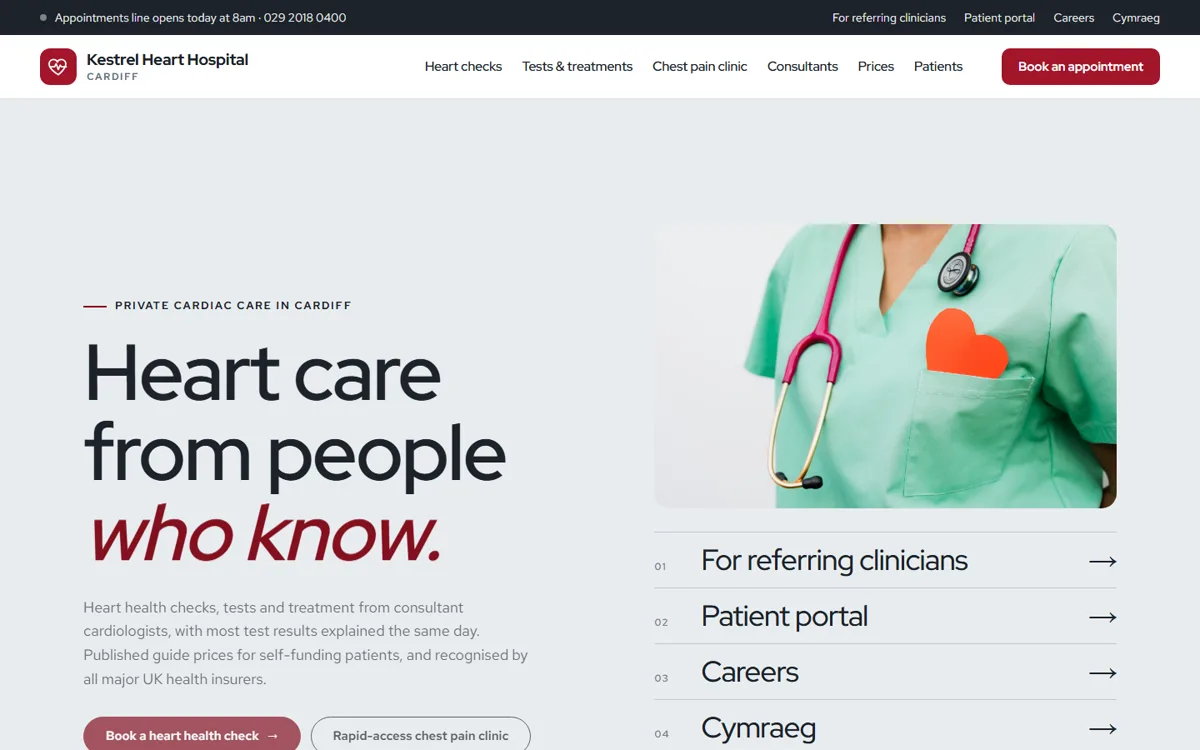 Appointments line opens today at 8am · 029 2018 0400
For referring clinicians
Patient portal
Careers
Cymraeg
Kestrel Heart Hospital
CARDIFF
Heart checks
Tests & treatments
Chest pain clinic
Consultants
Prices
Patients
Book an appointment
PRIVATE CARDIAC CARE IN CARDIFF
Heart care
from people
who know.
Heart health checks, tests and treatment from consultant
cardiologists, with most test results explained the same day.
Published guide prices for self-funding patients, and recognised by
all major UK health insurers.
Book a heart health check →
Rapid-access chest pain clinic
01 For referring clinicians →
02 Patient portal →
03 Careers →
04 Cymraeg →